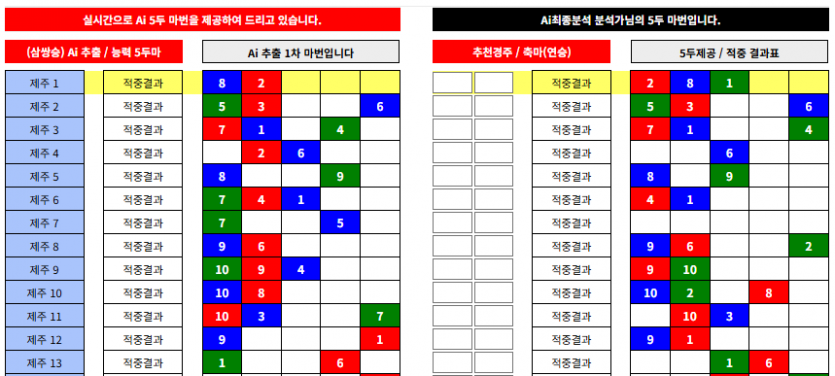 실시간으로 Ai 5두 마번을 제공하여 드리고 있습니다.
Ai최종분석 분석가님의 5두 마번입니다.
(삼쌍승) Ai 추출 / 능력 5두마 Ai 추출 1차 마번입니다
추천경주 / 축마(연승) 5두제공 / 적중 결과표
제주 1 적중결과 8 2 적중결과 2 8 1
제주 2 적중결과 5 3 6 적중결과 5 3 6
제주 3 적중결과 7 1 4 적중결과 7 1 4
제주 4 적중결과 2 6 적중결과 6
제주 5 적중결과 8 9 적중결과 8 9
제주 6 적중결과 7 4 1 적중결과 4 1
제주 7 적중결과 7 5 적중결과
제주 8 적중결과 9 6 적중결과 9 6 2
제주 9 적중결과 10 9 4 적중결과 9 10
제주 10 적중결과 10 8 적중결과 10 2 8
제주 11 적중결과 10 3 7 적중결과 10 3
제주 12 적중결과 9 1 적중결과 9 1
제주 13 적중결과 1 6 적중결과 1 6